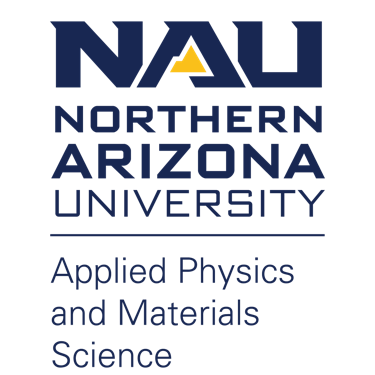 NAU
NORTHERN
ARIZONA
UNIVERSITY
Applied Physics
and Materials
Science